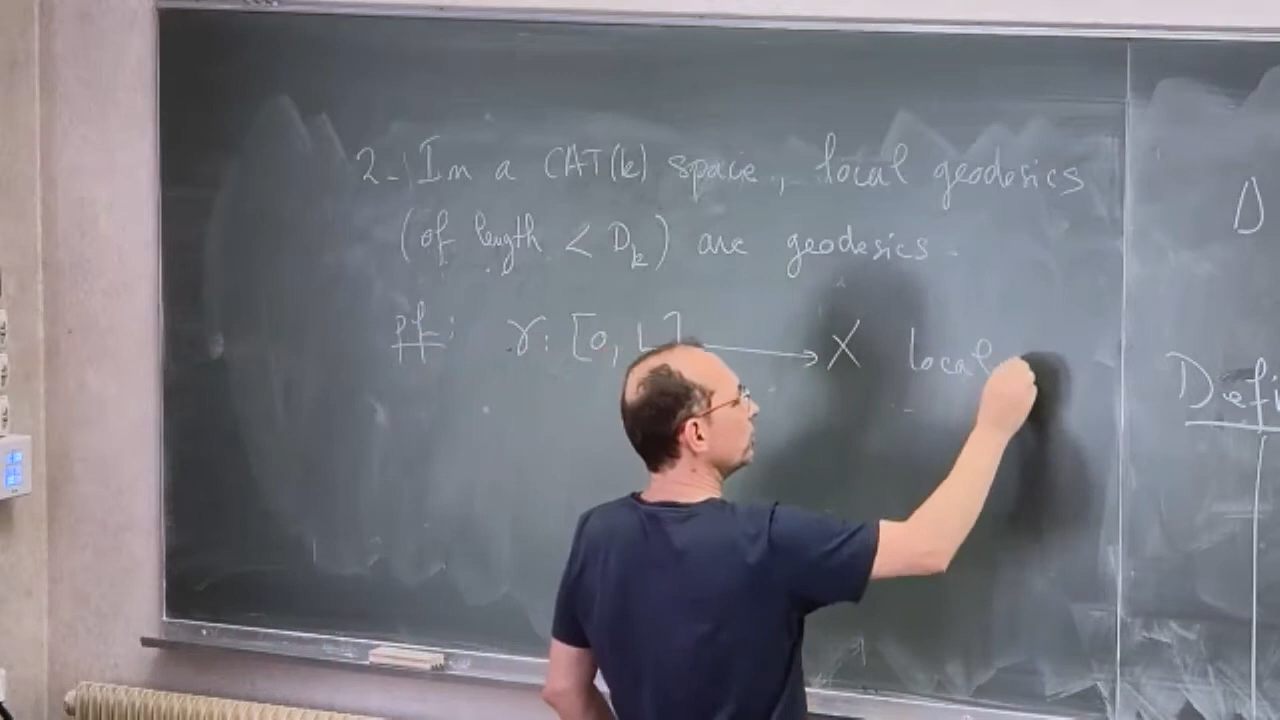 2-) In a CAT(k) space, local geodesics
(of length < D_k) are geodesics.
pf: γ: [0, L] → X local
Δ
Defi